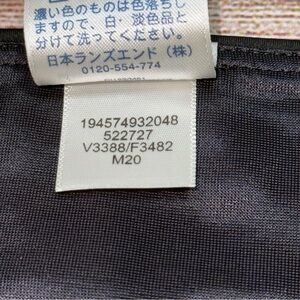 濃い色のものは色落ちし
ますので、白・淡色品と
分けて洗ってください。
日本ランズエンド(株)
0120-554-774
194574932048
522727
V3388/F3482
M20